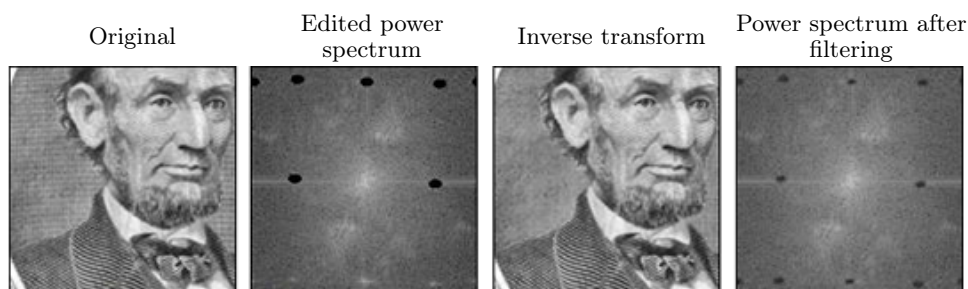 Original
Edited power
spectrum
Inverse transform
Power spectrum after
filtering